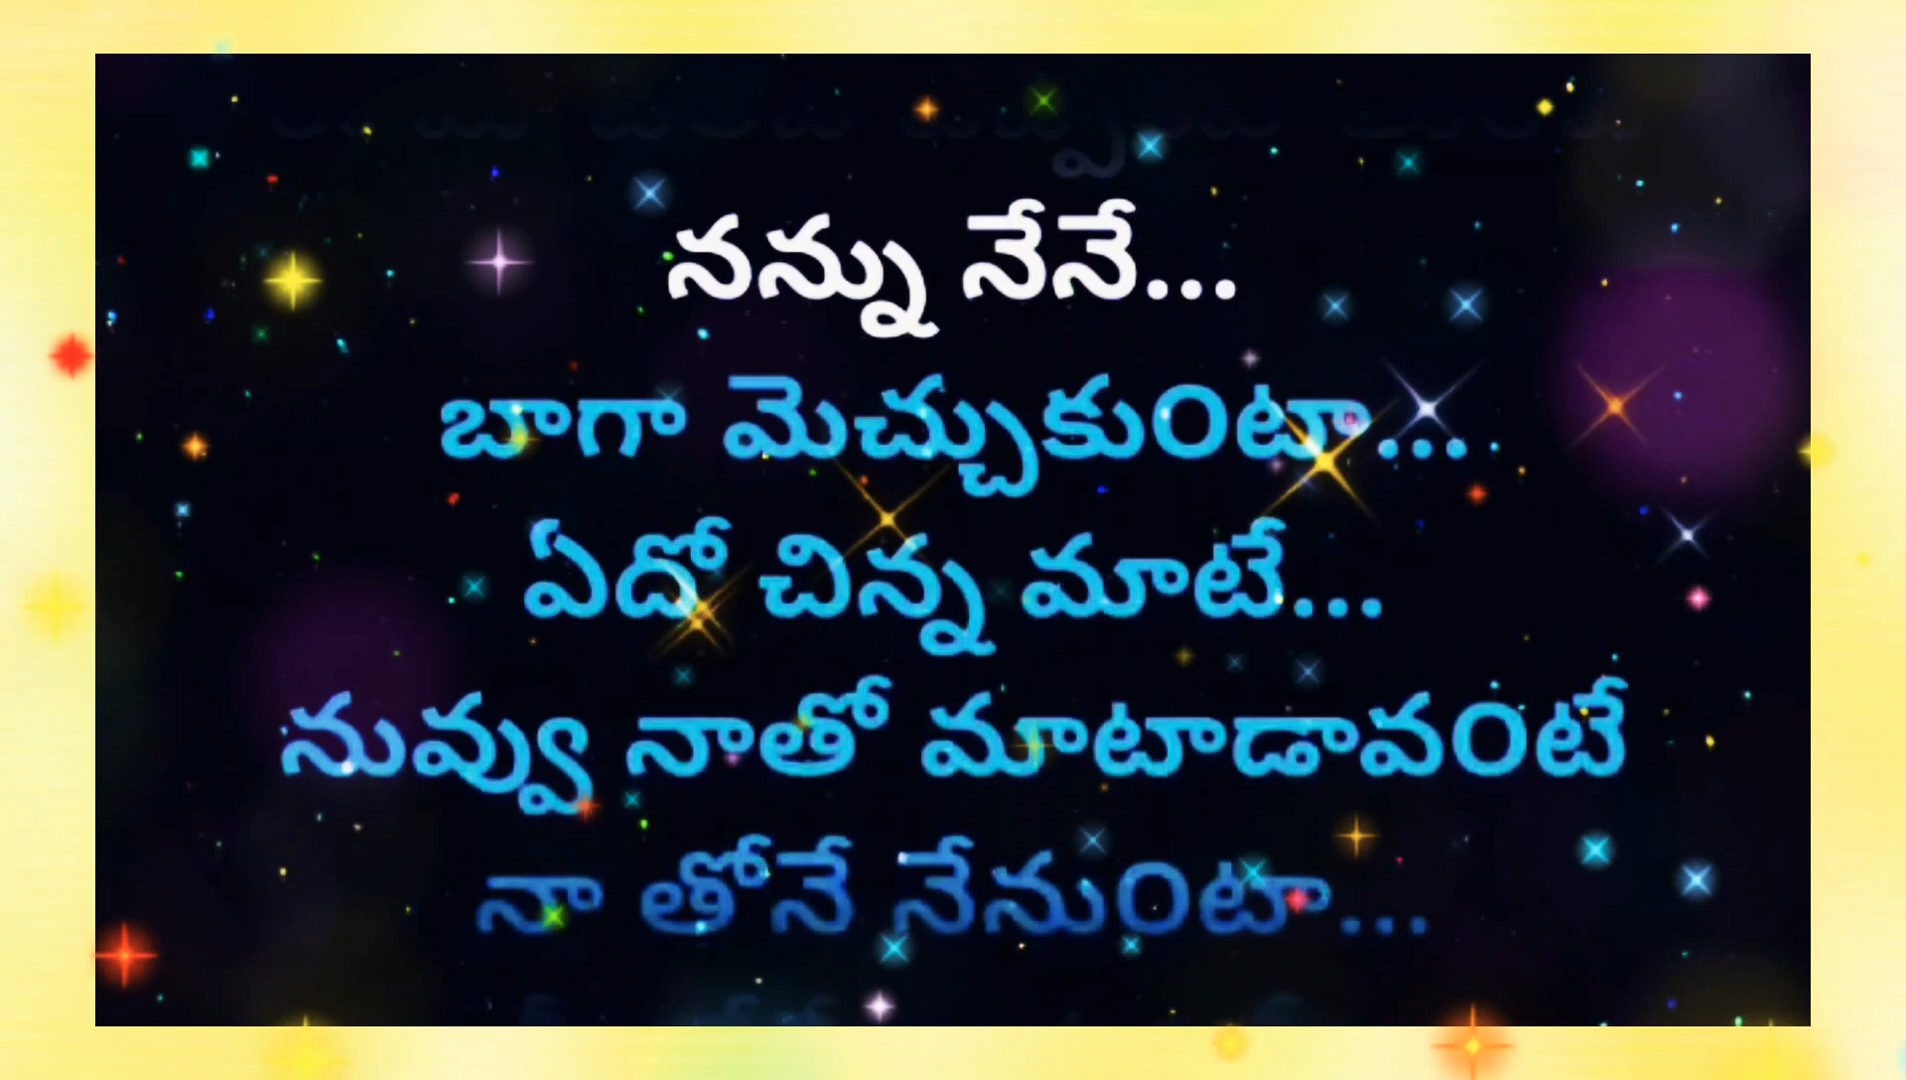 నన్ను నేనే...
బాగా మెచ్చుకుంటా....
ఏదో చిన్న మాటే...
నువ్వు నాతో మాటాడావంటే
నా తోనే నేనుంటా...